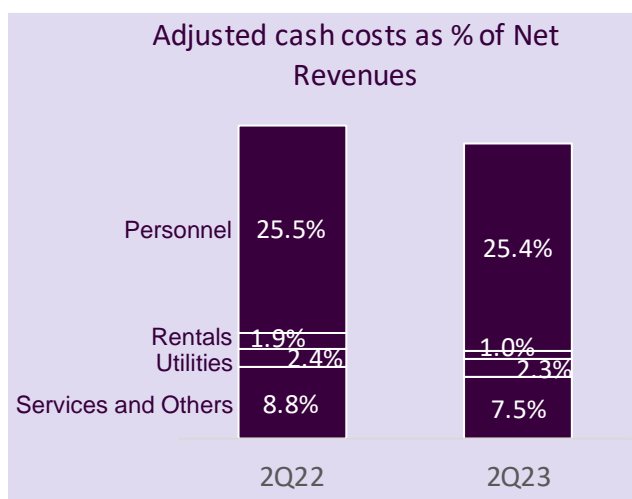 Adjusted cash costs as % of Net
Revenues
Personnel 25.5% 25.4%
Rentals 1.9% 1.0%
Utilities 2.4% 2.3%
Services and Others 8.8% 7.5%
2Q22 2Q23